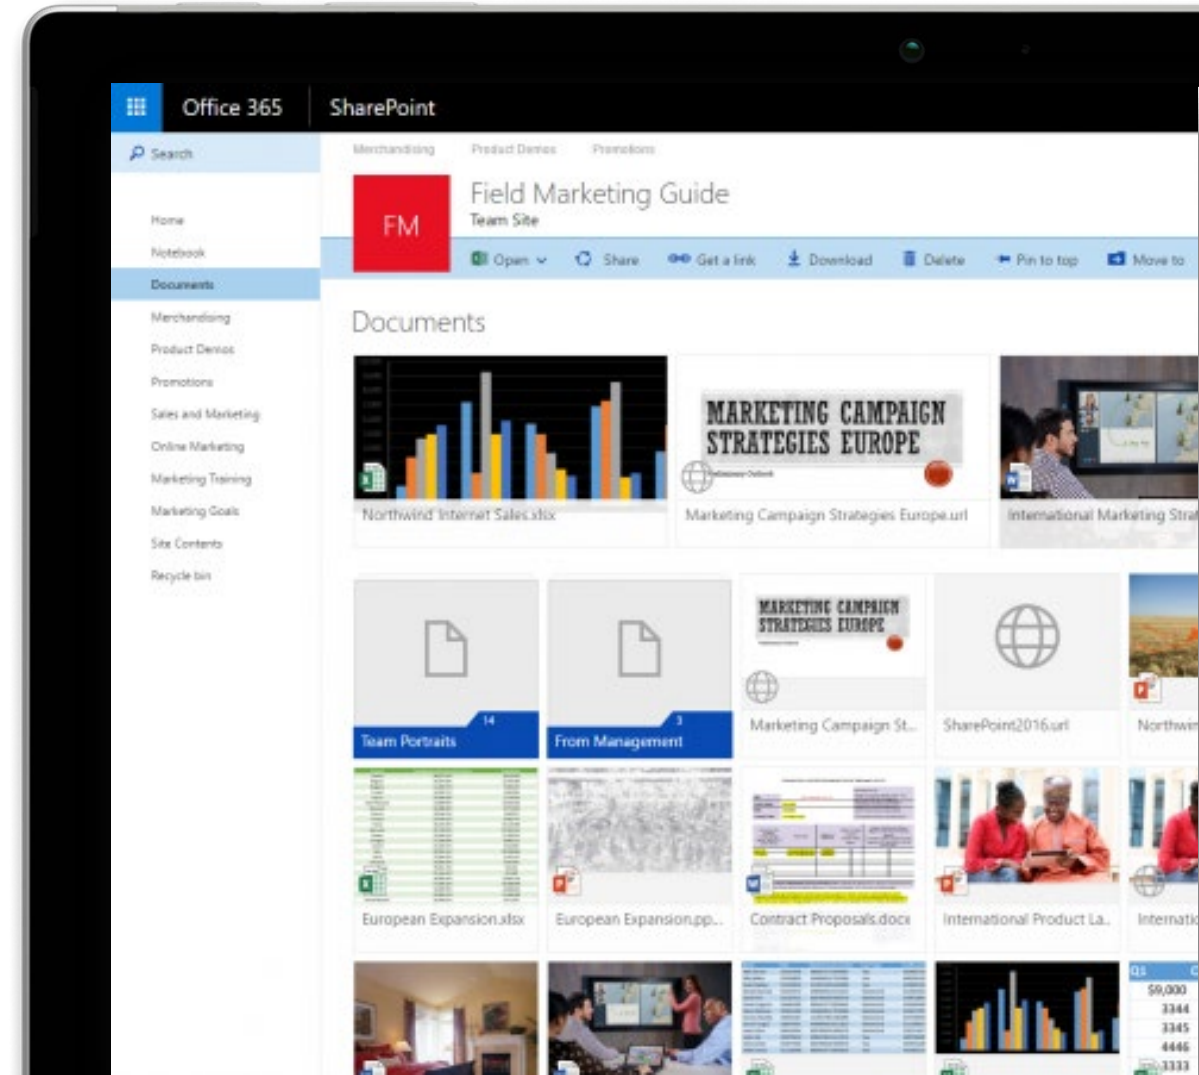 Office 365
SharePoint
Search
Merchandising
Product Demos
Promotions
FM
Field Marketing Guide
Team Site
Open
Share
Get a link
Download
Delete
Pin to top
Move to
Home
Notebook
Documents
Merchandising
Product Demos
Promotions
Sales and Marketing
Online Marketing
Marketing Training
Marketing Goals
Site Contents
Recycle bin
Documents
MARKETING CAMPAIGN
STRATEGIES EUROPE
Preliminary Outlook
Northwind Internet Sales.xlsx
Marketing Campaign Strategies Europe.url
International Marketing Strat
MARKETING CAMPAIGN
STRATEGIES EUROPE
14
Team Portraits
3
From Management
Marketing Campaign St...
SharePoint2016.url
Northwin
European Expansion.xlsx
European Expansion.pp...
Contract Proposals.docx
International Product La..
Internatic
Q1
$9,000
3344
3345
4446
3333